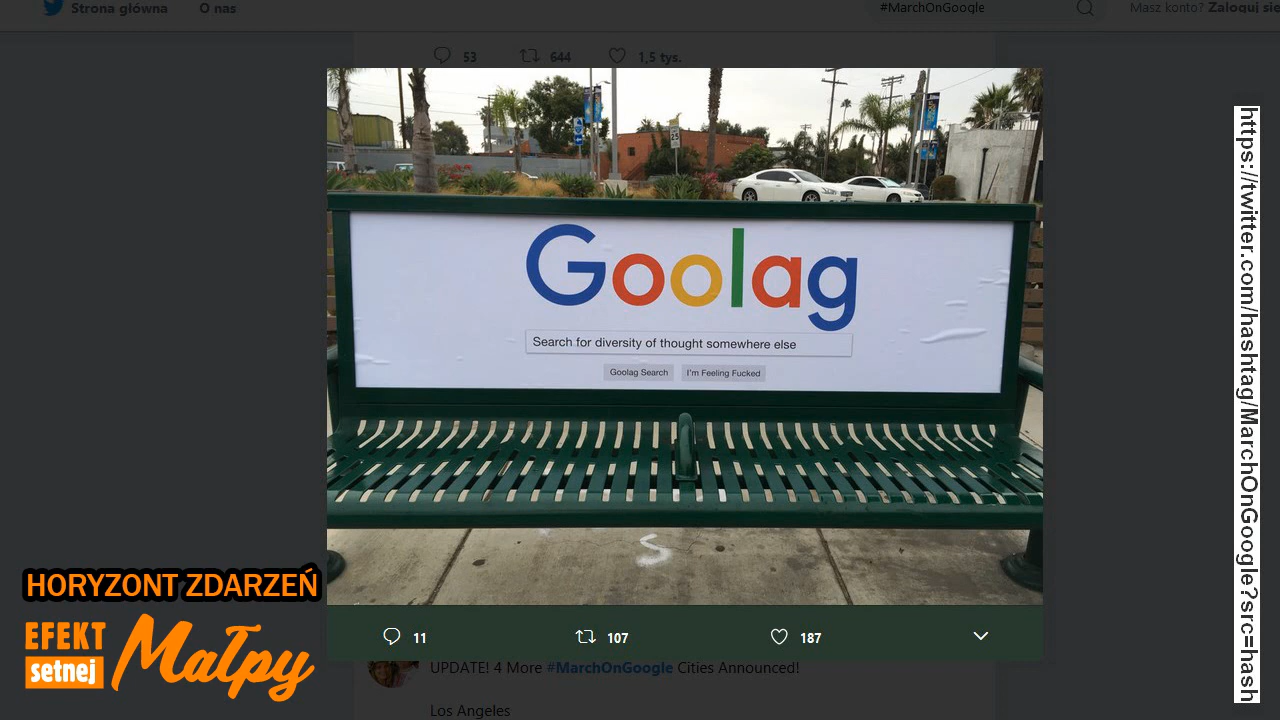 Strona główna
O nas
#MarchOnGoogle
Masz konto? Zaloguj się
53
644
1,5 tys.
25
Goolag
Search for diversity of thought somewhere else
Goolag Search
I'm Feeling Fucked
S
HORYZONT ZDARZEŃ
EFEKT
setnej
Małpy
11
107
187
UPDATE! 4 More #MarchOnGoogle Cities Announced!
Los Angeles
https://twitter.com/hashtag/MarchOnGoogle?src=hash